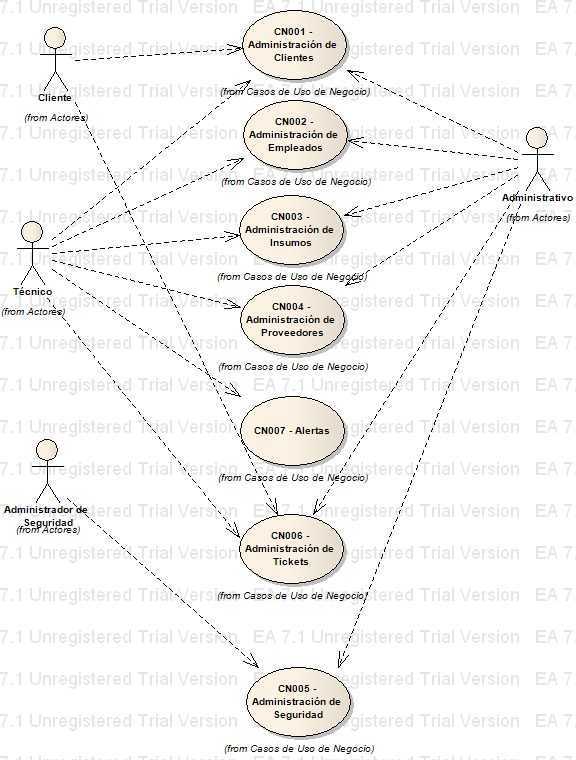 7.1 Unregistered Trial Version EA 7.1 Unregistered Trial Version EA 7
CN001 -
Administración de
Clientes
(from Casos de Uso de Negocio)
Cliente
(from Actores)
CN002 -
Administración de
Empleados
(from Casos de Uso de Negocio)
Administrativo
(from Actores)
CN003 -
Administración de
Insumos
(from Casos de Uso de Negocio)
Técnico
(from Actores)
CN004 -
Administración de
Proveedores
(from Casos de Uso de Negocio)
CN007 - Alertas
(from Casos de Uso de Negocio)
Administrador de
Seguridad
(from Actores)
CN006 -
Administración de
Tickets
(from Casos de Uso de Negocio)
CN005 -
Administración de
Seguridad
(from Casos de Uso de Negocio)